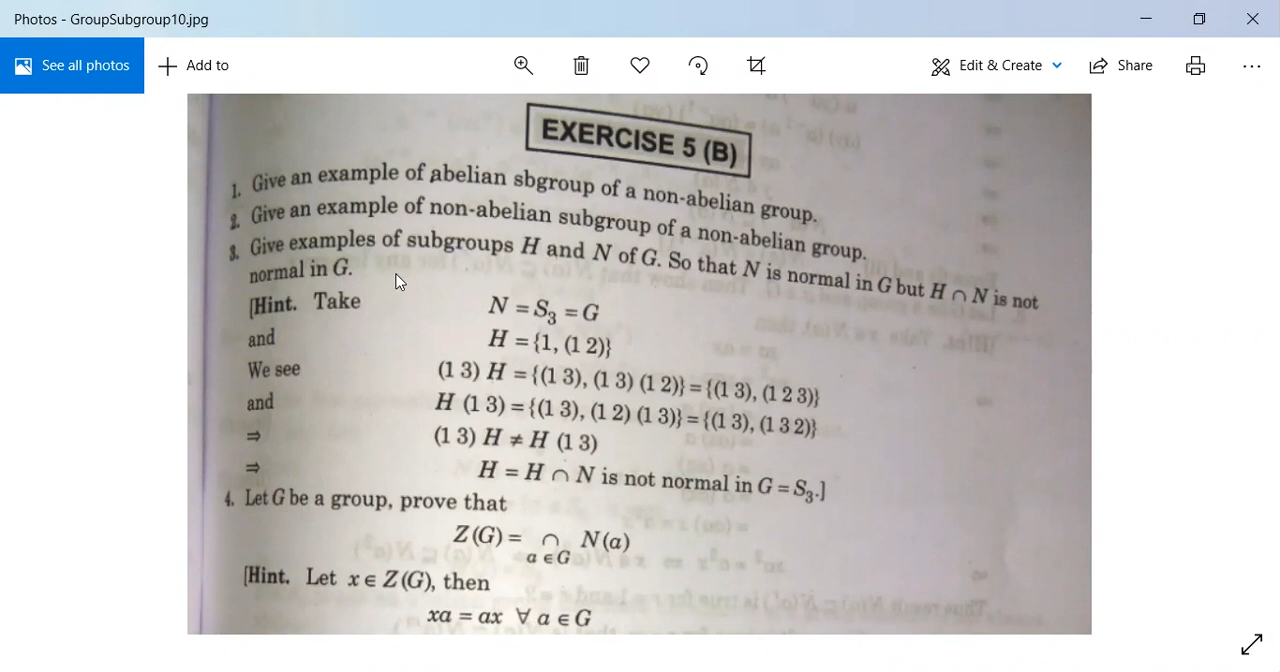 Photos - GroupSubgroup10.jpg
See all photos
Add to
Edit & Create
Share
EXERCISE 5 (B)
1. Give an example of abelian sbgroup of a non-abelian group.
2. Give an example of non-abelian subgroup of a non-abelian group.
3. Give examples of subgroups H and N of G. So that N is normal in G but H ∩ N is not
normal in G.
[Hint. Take N = S₃ = G
and H = {1, (1 2)}
We see (1 3) H = {(1 3), (1 3) (1 2)} = {(1 3), (1 2 3)}
and H (1 3) = {(1 3), (1 2) (1 3)} = {(1 3), (1 3 2)}
⇒ (1 3) H ≠ H (1 3)
⇒ H = H ∩ N is not normal in G = S₃.]
4. Let G be a group, prove that
Z (G) = ∩ N (a)
a ∈ G
[Hint. Let x ∈ Z (G), then
xa = ax ∀ a ∈ G